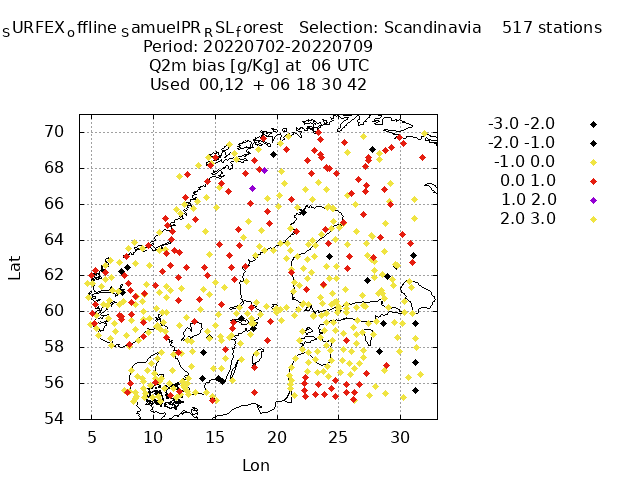 SURFEXoffline SamuelPRRSLforest Selection: Scandinavia 517 stations
Period: 20220702-20220709
Q2m bias [g/Kg] at 06 UTC
Used 00,12 + 06 18 30 42
-3.0 -2.0
-2.0 -1.0
-1.0 0.0
0.0 1.0
1.0 2.0
2.0 3.0
70
68
66
64
62
60
58
56
54
Lat
5 10 15 20 25 30
Lon